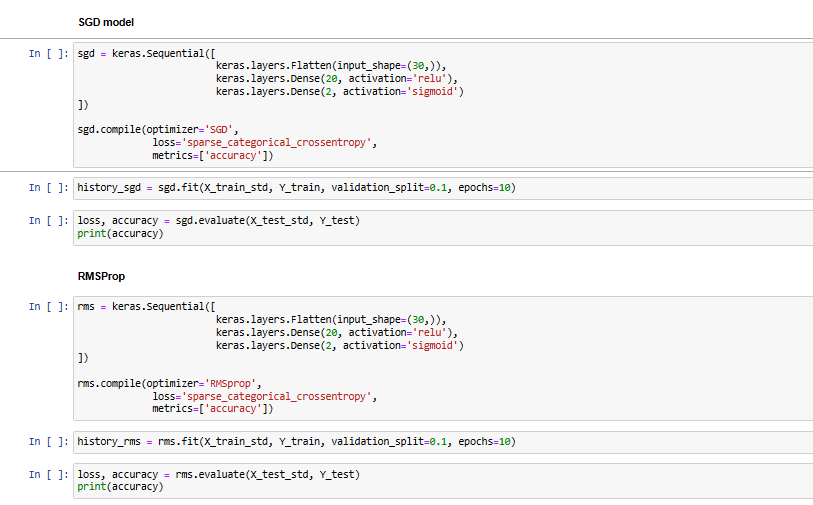 SGD model
In [ ]: sgd = keras.Sequential([
keras.layers.Flatten(input_shape=(30,)),
keras.layers.Dense(20, activation='relu'),
keras.layers.Dense(2, activation='sigmoid')
])
sgd.compile(optimizer='SGD',
loss='sparse_categorical_crossentropy',
metrics=['accuracy'])
In [ ]: history_sgd = sgd.fit(X_train_std, Y_train, validation_split=0.1, epochs=10)
In [ ]: loss, accuracy = sgd.evaluate(X_test_std, Y_test)
print(accuracy)
RMSProp
In [ ]: rms = keras.Sequential([
keras.layers.Flatten(input_shape=(30,)),
keras.layers.Dense(20, activation='relu'),
keras.layers.Dense(2, activation='sigmoid')
])
rms.compile(optimizer='RMSprop',
loss='sparse_categorical_crossentropy',
metrics=['accuracy'])
In [ ]: history_rms = rms.fit(X_train_std, Y_train, validation_split=0.1, epochs=10)
In [ ]: loss, accuracy = rms.evaluate(X_test_std, Y_test)
print(accuracy)